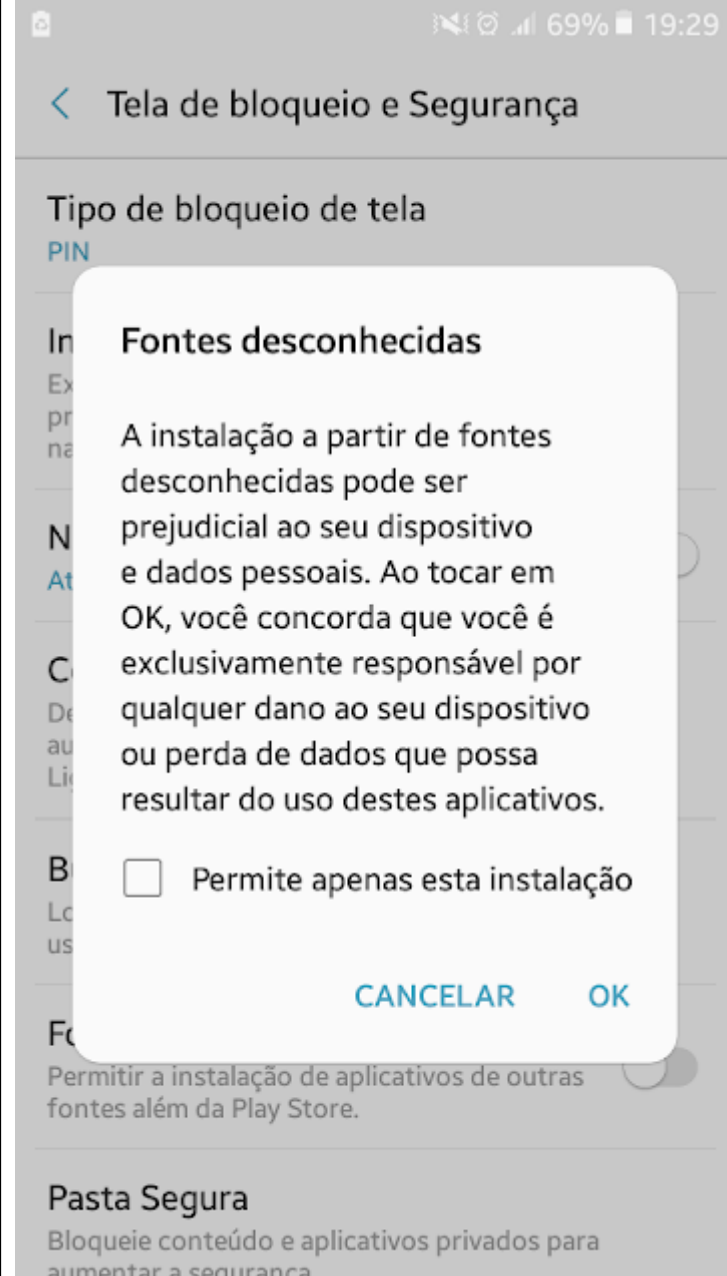 69% 19:29
Tela de bloqueio e Segurança
Tipo de bloqueio de tela
PIN
Fontes desconhecidas
A instalação a partir de fontes
desconhecidas pode ser
prejudicial ao seu dispositivo
e dados pessoais. Ao tocar em
OK, você concorda que você é
exclusivamente responsável por
qualquer dano ao seu dispositivo
ou perda de dados que possa
resultar do uso destes aplicativos.
Permite apenas esta instalação
CANCELAR OK
Permitir a instalação de aplicativos de outras
fontes além da Play Store.
Pasta Segura
Bloqueie conteúdo e aplicativos privados para
aumentar a segurança